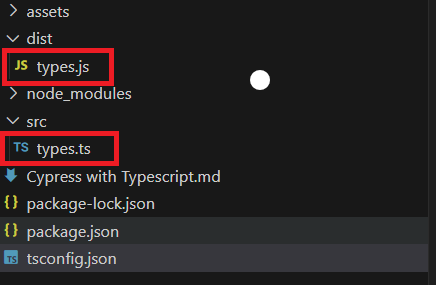 assets
dist
JS types.js
node_modules
src
TS types.ts
Cypress with Typescript.md
{} package-lock.json
{} package.json
TS tsconfig.json